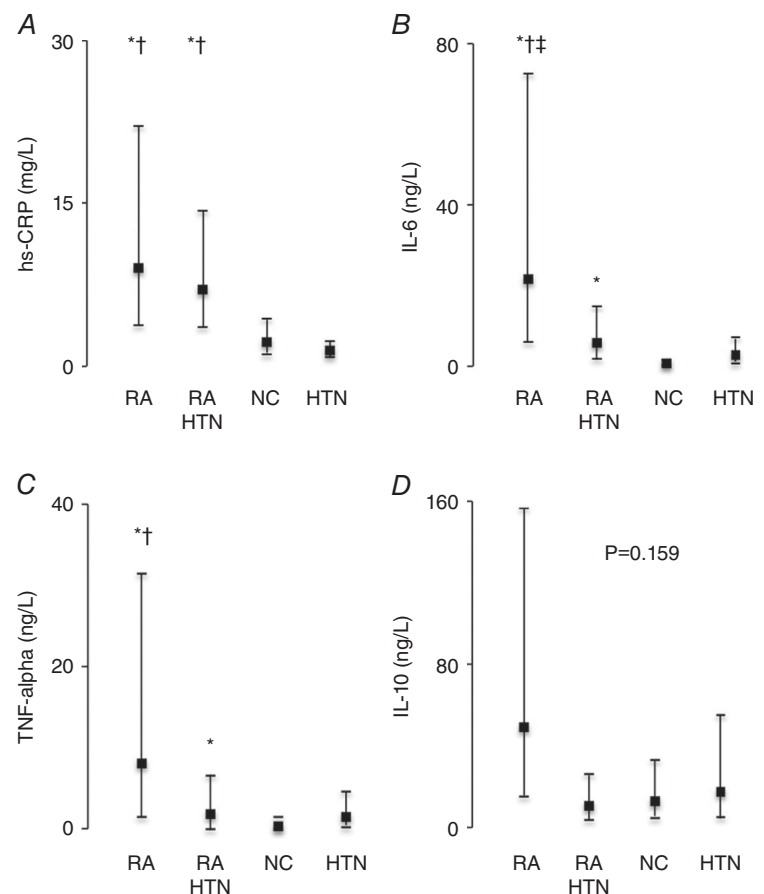 A
30
*†
*†
hs-CRP (mg/L)
15
0
RA
RA
HTN
NC
HTN
B
80
*†‡
IL-6 (ng/L)
40
*
0
RA
RA
HTN
NC
HTN
C
40
*†
TNF-alpha (ng/L)
20
*
0
RA
RA
HTN
NC
HTN
D
160
P=0.159
IL-10 (ng/L)
80
0
RA
RA
HTN
NC
HTN